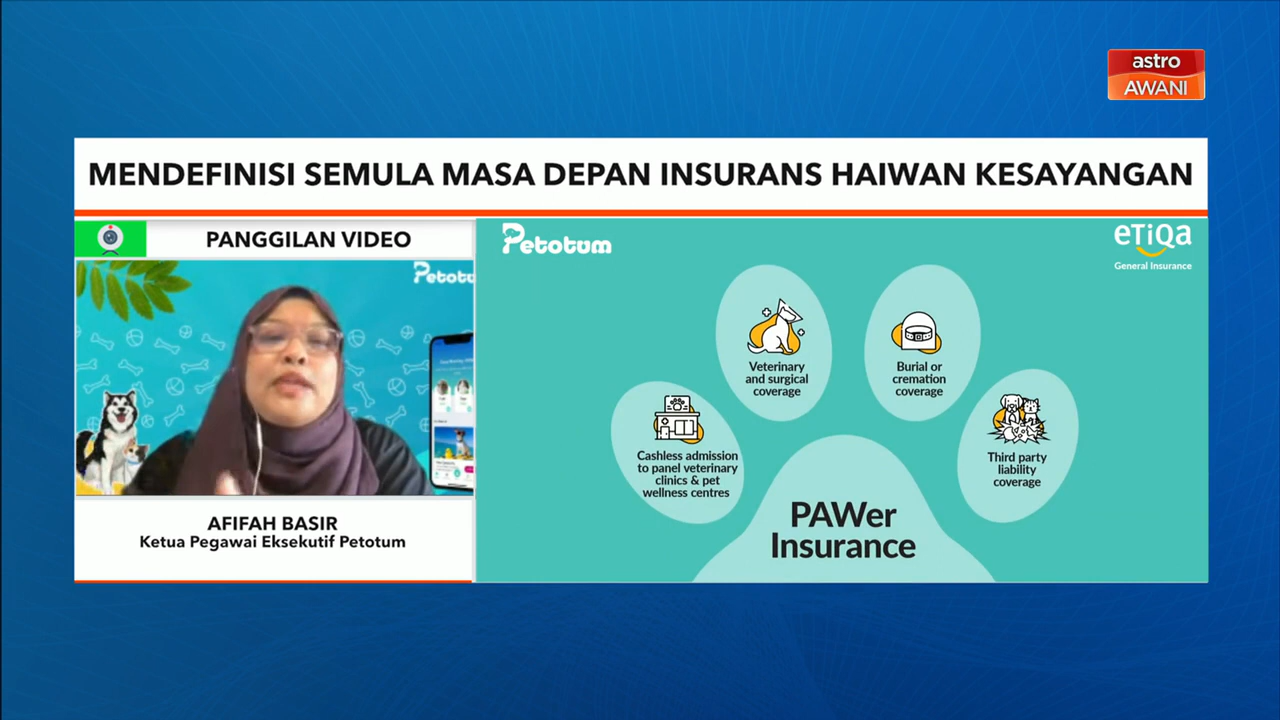 astro
AWANI
MENDEFINISI SEMULA MASA DEPAN INSURANS HAIWAN KESAYANGAN
PANGGILAN VIDEO
Petotu
AFIFAH BASIR
Ketua Pegawai Eksekutif Petotum
Petotum
eTiQa
General Insurance
Cashless admission
to panel veterinary
clinics & pet
wellness centres
Veterinary
and surgical
coverage
Burial or
cremation
coverage
Third party
liability
coverage
PAWer
Insurance